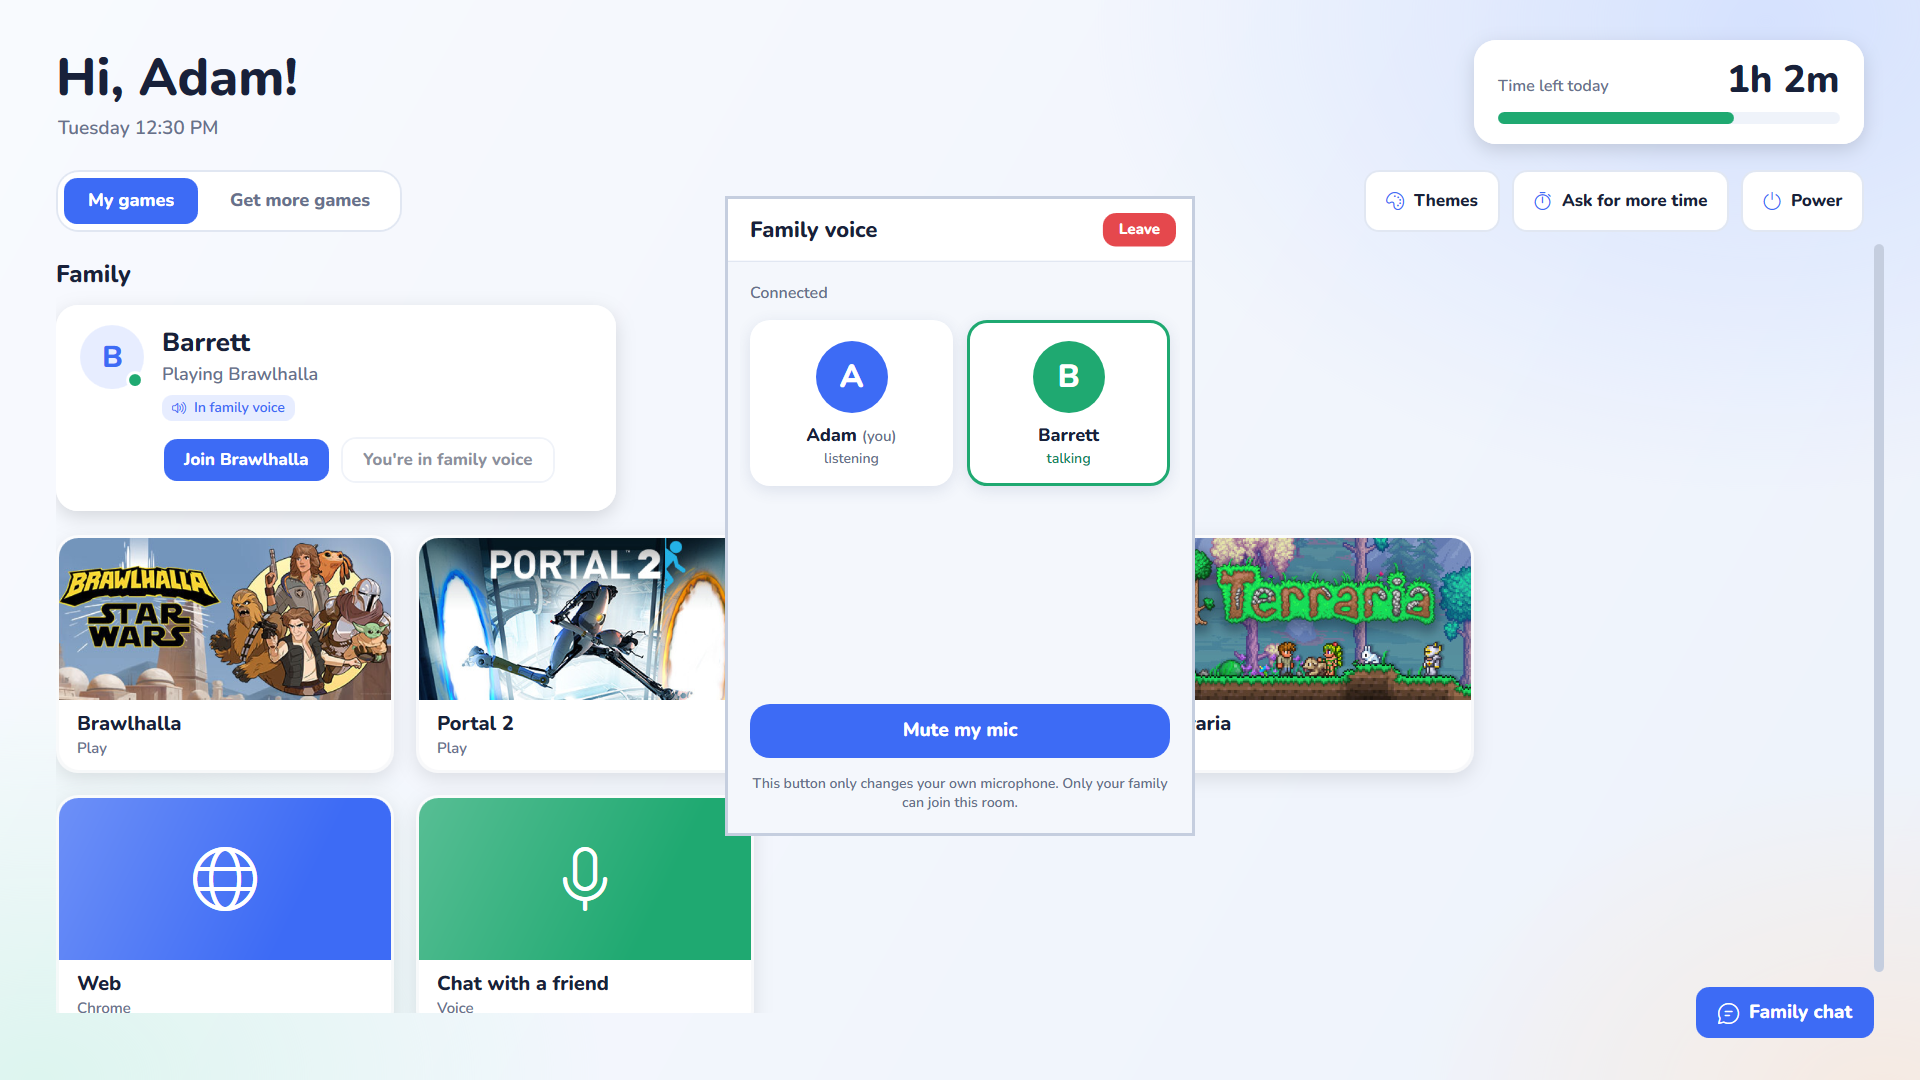 Hi, Adam!
Tuesday 12:30 PM
Time left today
1h 2m
My games
Get more games
Themes
Ask for more time
Power
Family
B
Barrett
Playing Brawlhalla
In family voice
Join Brawlhalla
You're in family voice
Family voice
Leave
Connected
A
Adam (you)
listening
B
Barrett
talking
Mute my mic
This button only changes your own microphone. Only your family
can join this room.
BRAWLHALLA
STAR
WARS
Brawlhalla
Play
PORTAL 2
Portal 2
Play
Terraria
raria
Web
Chrome
Chat with a friend
Voice
Family chat